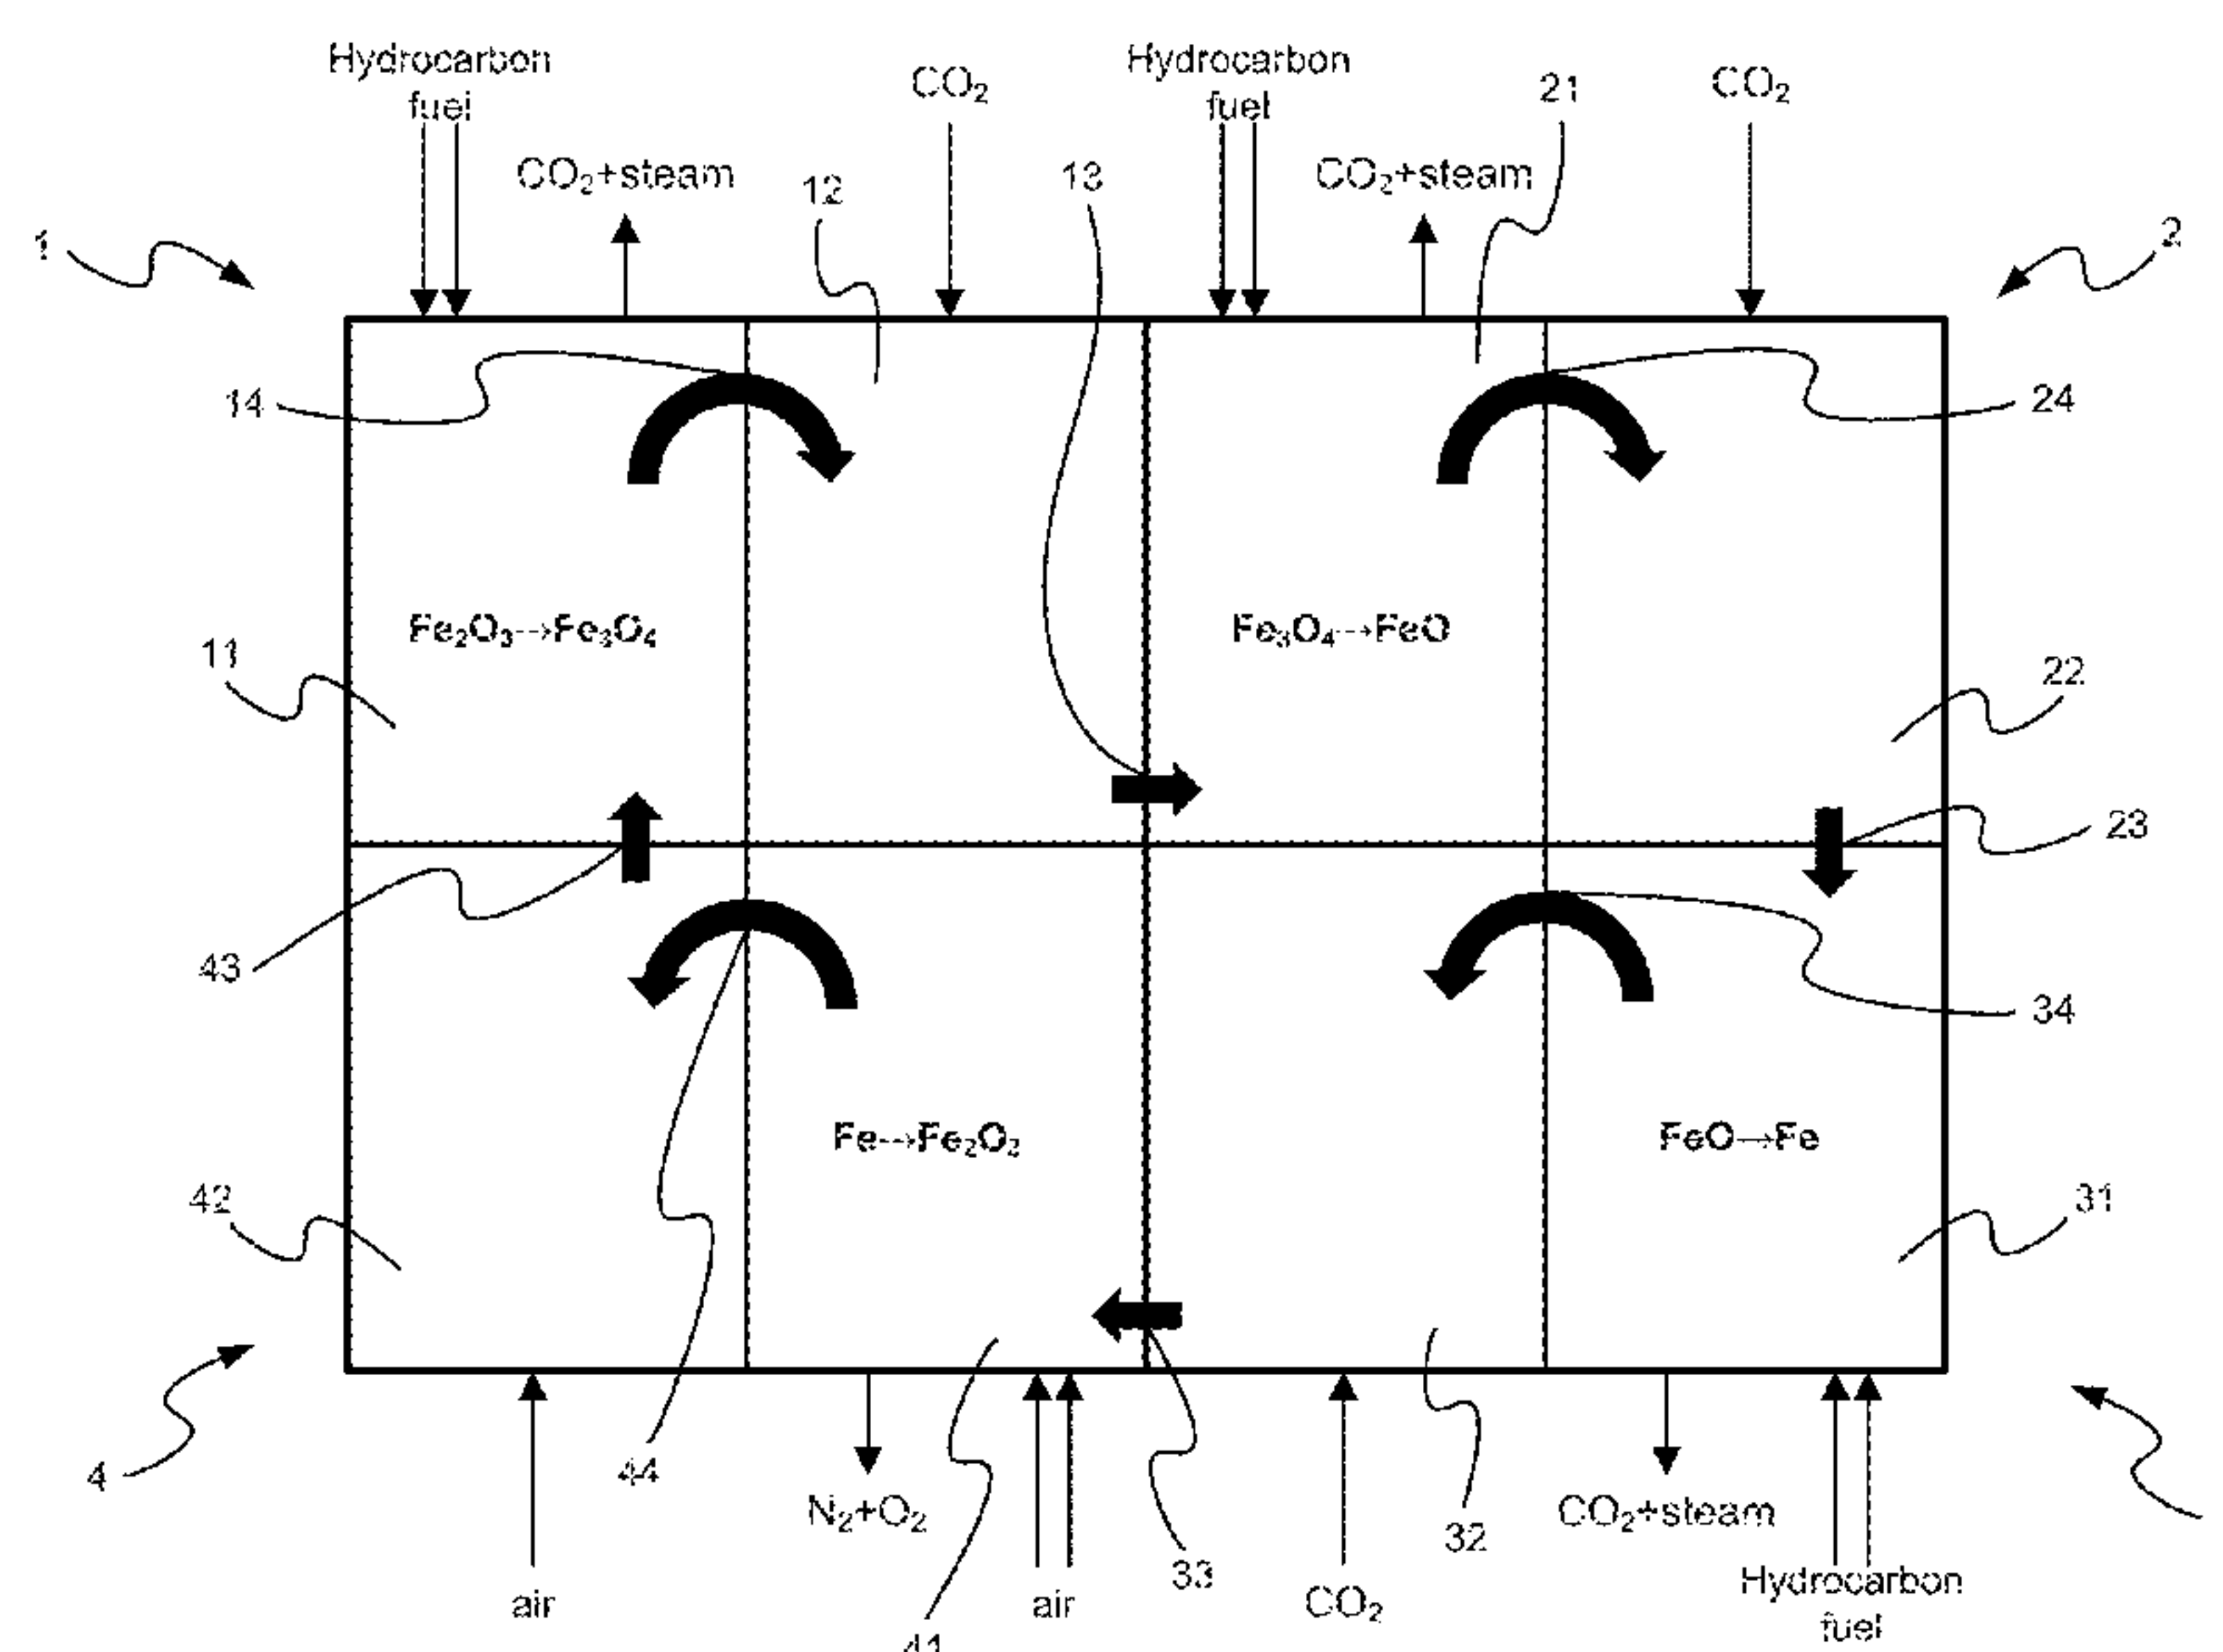 Hydrocarbon
fuel
CO₂
Hydrocarbon
fuel
21
CO₂
CO₂+steam
12
13
CO₂+steam
1
2
14
24
Fe₂O₃→Fe₃O₄
Fe₃O₄→FeO
11
22
23
43
34
Fe→Fe₂O₃
FeO→Fe
42
31
4
44
N₂+O₂
32
CO₂+steam
33
air
air
CO₂
Hydrocarbon
fuel
41